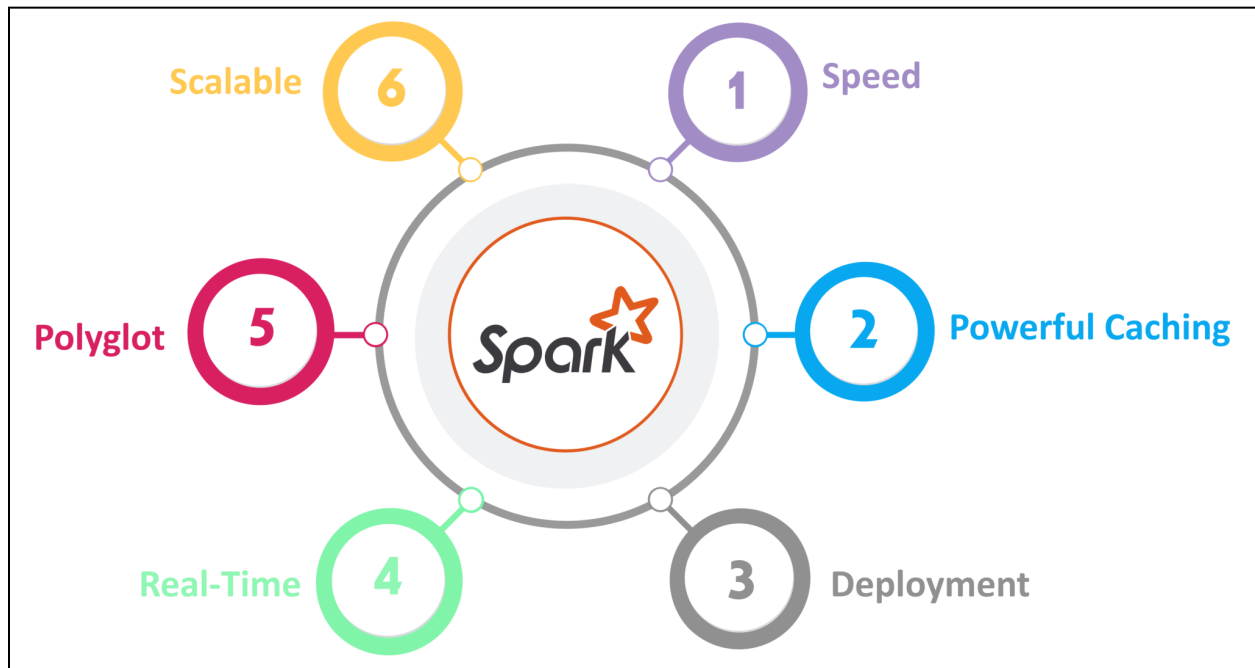 6
Scalable
1
Speed
5
Polyglot
Spark
2
Powerful Caching
4
Real-Time
3
Deployment